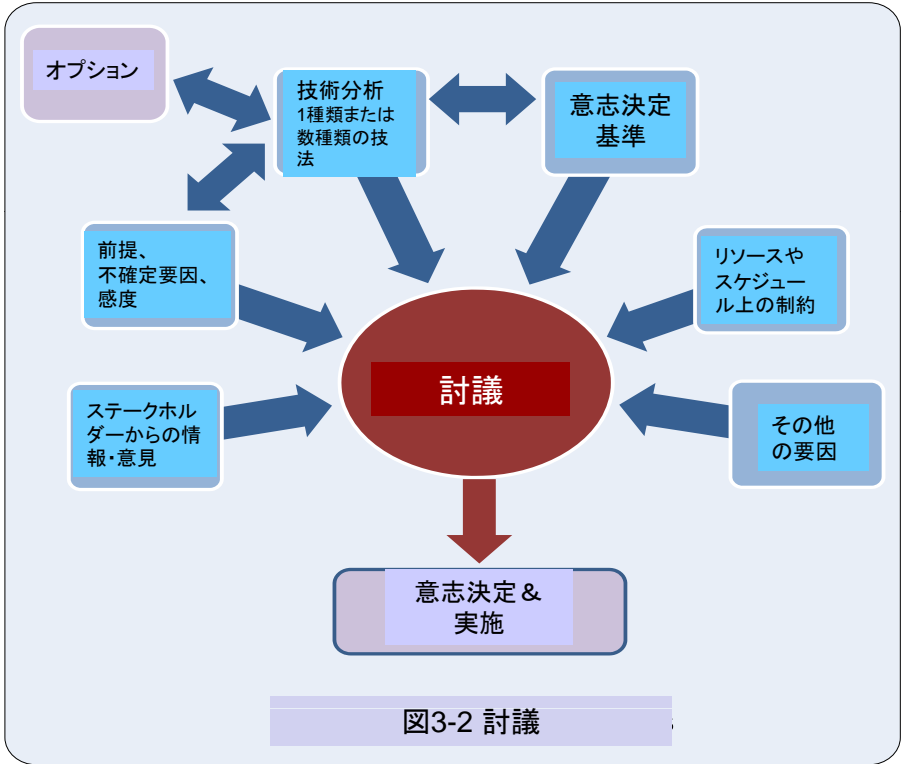 オプション
技術分析
1種類または
数種類の技
法
意志決定
基準
前提、
不確定要因、
感度
リソースや
スケジュー
ル上の制約
討議
ステークホル
ダーからの情
報・意見
その他
の要因
意志決定＆
実施
図3-2 討議